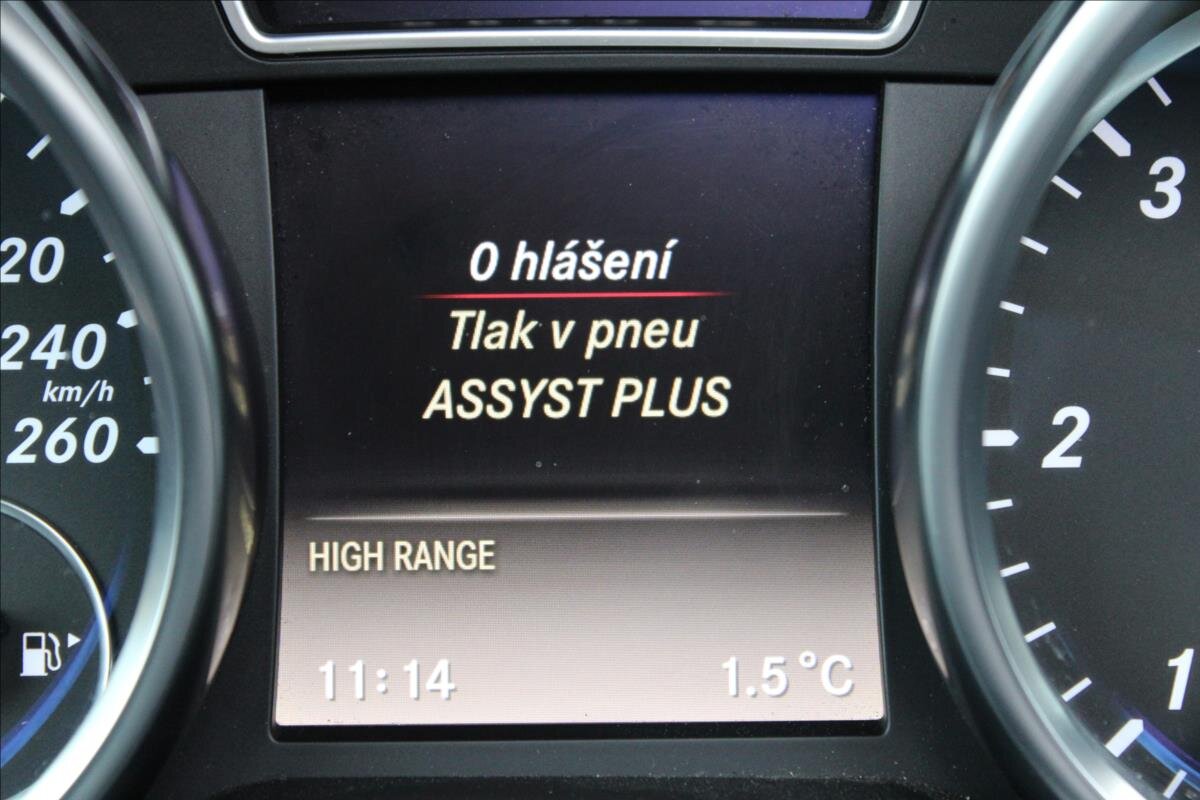 0 hlášení
Tlak v pneu
ASSYST PLUS
HIGH RANGE
11:14
1.5 °C
20
240
km/h
260
3
2
1